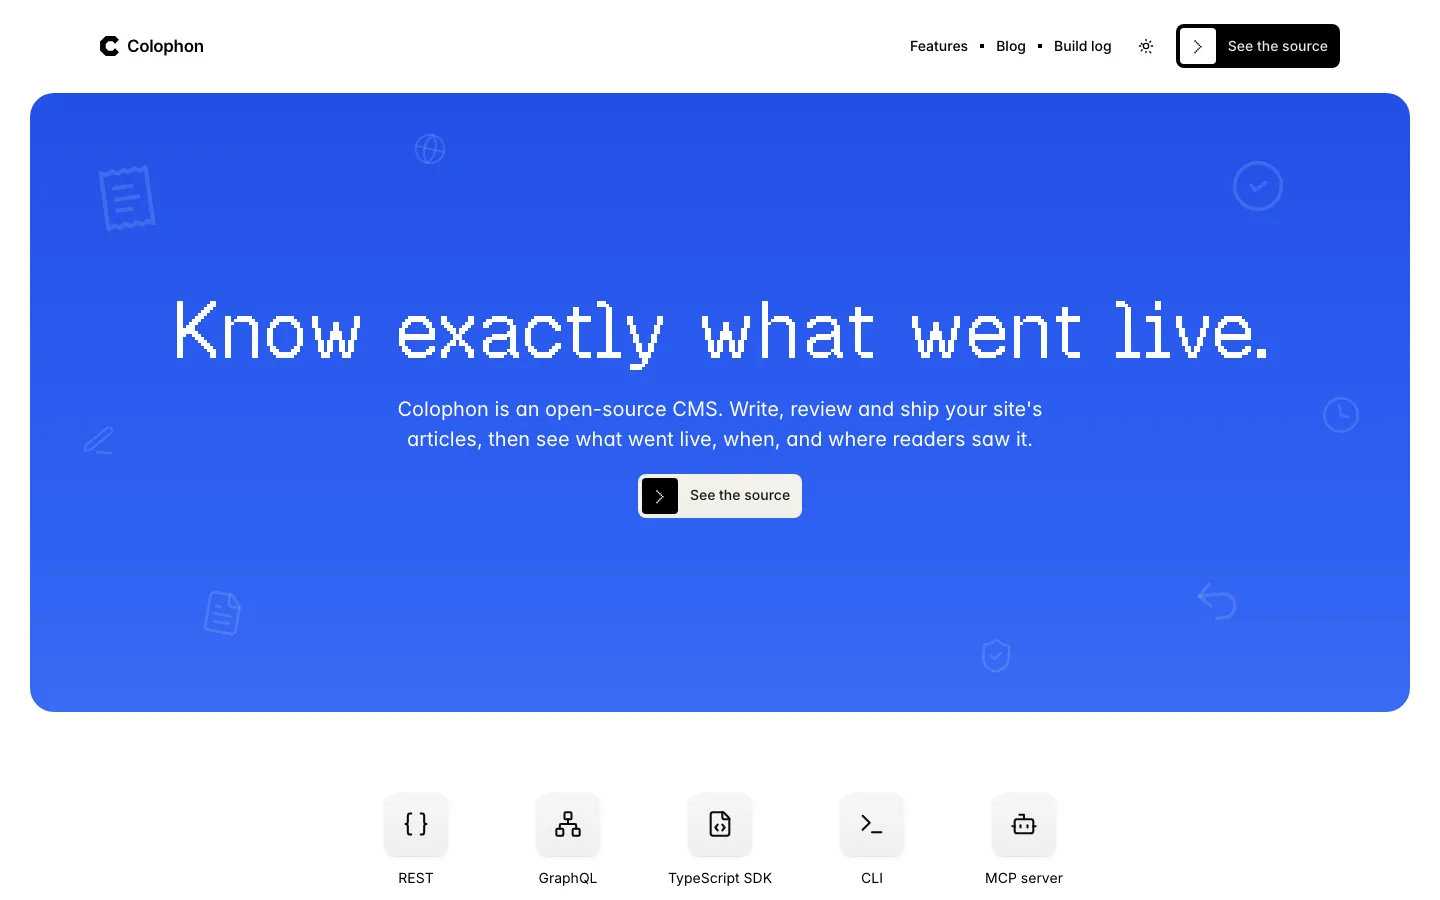 Colophon
Features
Blog
Build log
See the source
Know exactly what went live.
Colophon is an open-source CMS. Write, review and ship your site's
articles, then see what went live, when, and where readers saw it.
See the source
REST
GraphQL
TypeScript SDK
CLI
MCP server